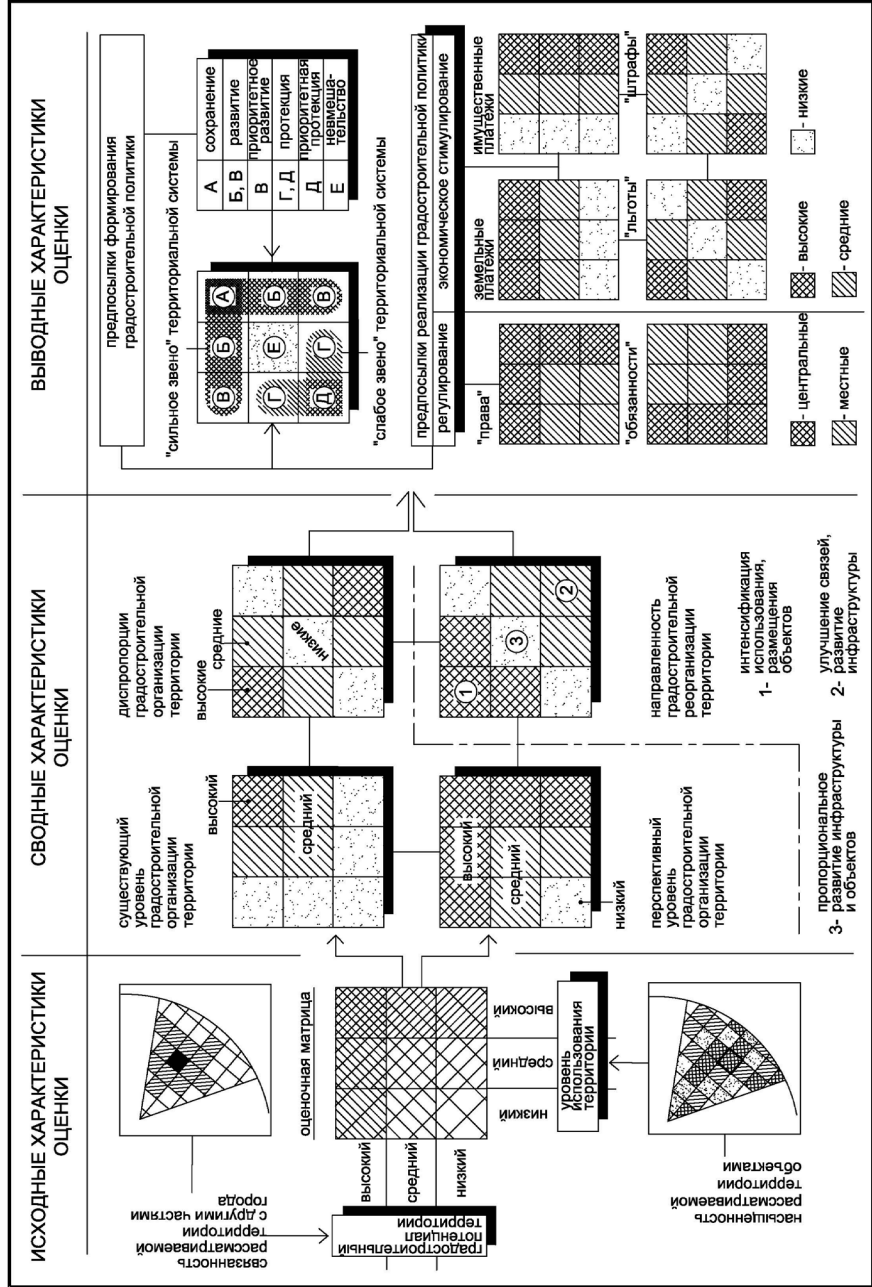 ИСХОДНЫЕ ХАРАКТЕРИСТИКИ
ОЦЕНКИ
связанность
рассматриваемой
территории
с другими частями
города
градостроительный
потенциал
территории
высокий
средний
низкий
оценочная матрица
низкий
средний
высокий
уровень
использования
территории
насыщенность
рассматриваемой
территории
объектами
СВОДНЫЕ ХАРАКТЕРИСТИКИ
ОЦЕНКИ
существующий
уровень
градостроительной
организации
территории
высокий
средний
диспропорции
градостроительной
организации
территории
высокие
средние
низкие
высокий
средний
низкий
перспективный
уровень
градостроительной
организации
территории
1
3
2
направленность
градостроительной
реорганизации
территории
1- интенсификация
использования,
размещения
объектов
2- улучшение связей,
развитие
инфраструктуры
пропорциональное
3- развитие инфраструктуры
и объектов
ВЫВОДНЫЕ ХАРАКТЕРИСТИКИ
ОЦЕНКИ
предпосылки формирования
градостроительной политики
"сильное звено" территориальной системы
В Б А
Г Е Б
Д Г В
"слабое звено" территориальной системы
А сохранение
Б, В развитие
В приоритетное
развитие
Г, Д протекция
Д приоритетная
протекция
Е невмеша-
тельство
предпосылки реализации градостроительной политики
регулирование
экономическое стимулирование
"права"
земельные
платежи
имущественные
платежи
"обязанности"
"льготы"
"штрафы"
- центральные
- местные
- высокие
- средние
- низкие